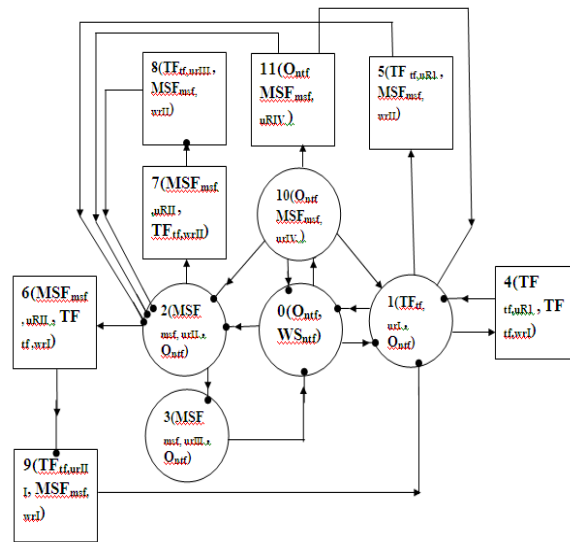 8(TFtf,urIII,
MSFmsf,
wrII)
11(Ontf
MSFmsf,
uRIV,)
5(TF tf,uRI,
MSFmsf,
wrII)
7(MSFmsf,
,uRII ,
TFtf,wrII)
10(Ontf
MSFmsf,
urIV,)
6(MSFmsf
, uRII, TF
tf,wrI)
2(MSF
msf, urII,,
Ontf)
0(Ontf,
WSntf)
1(TFtf,
urI,,
Ontf)
4(TF
tf,uRI, TF
tf,wrI)
3(MSF
msf, urIII,,
Ontf)
9(TFtf,urII
I, MSFmsf,
wrI)